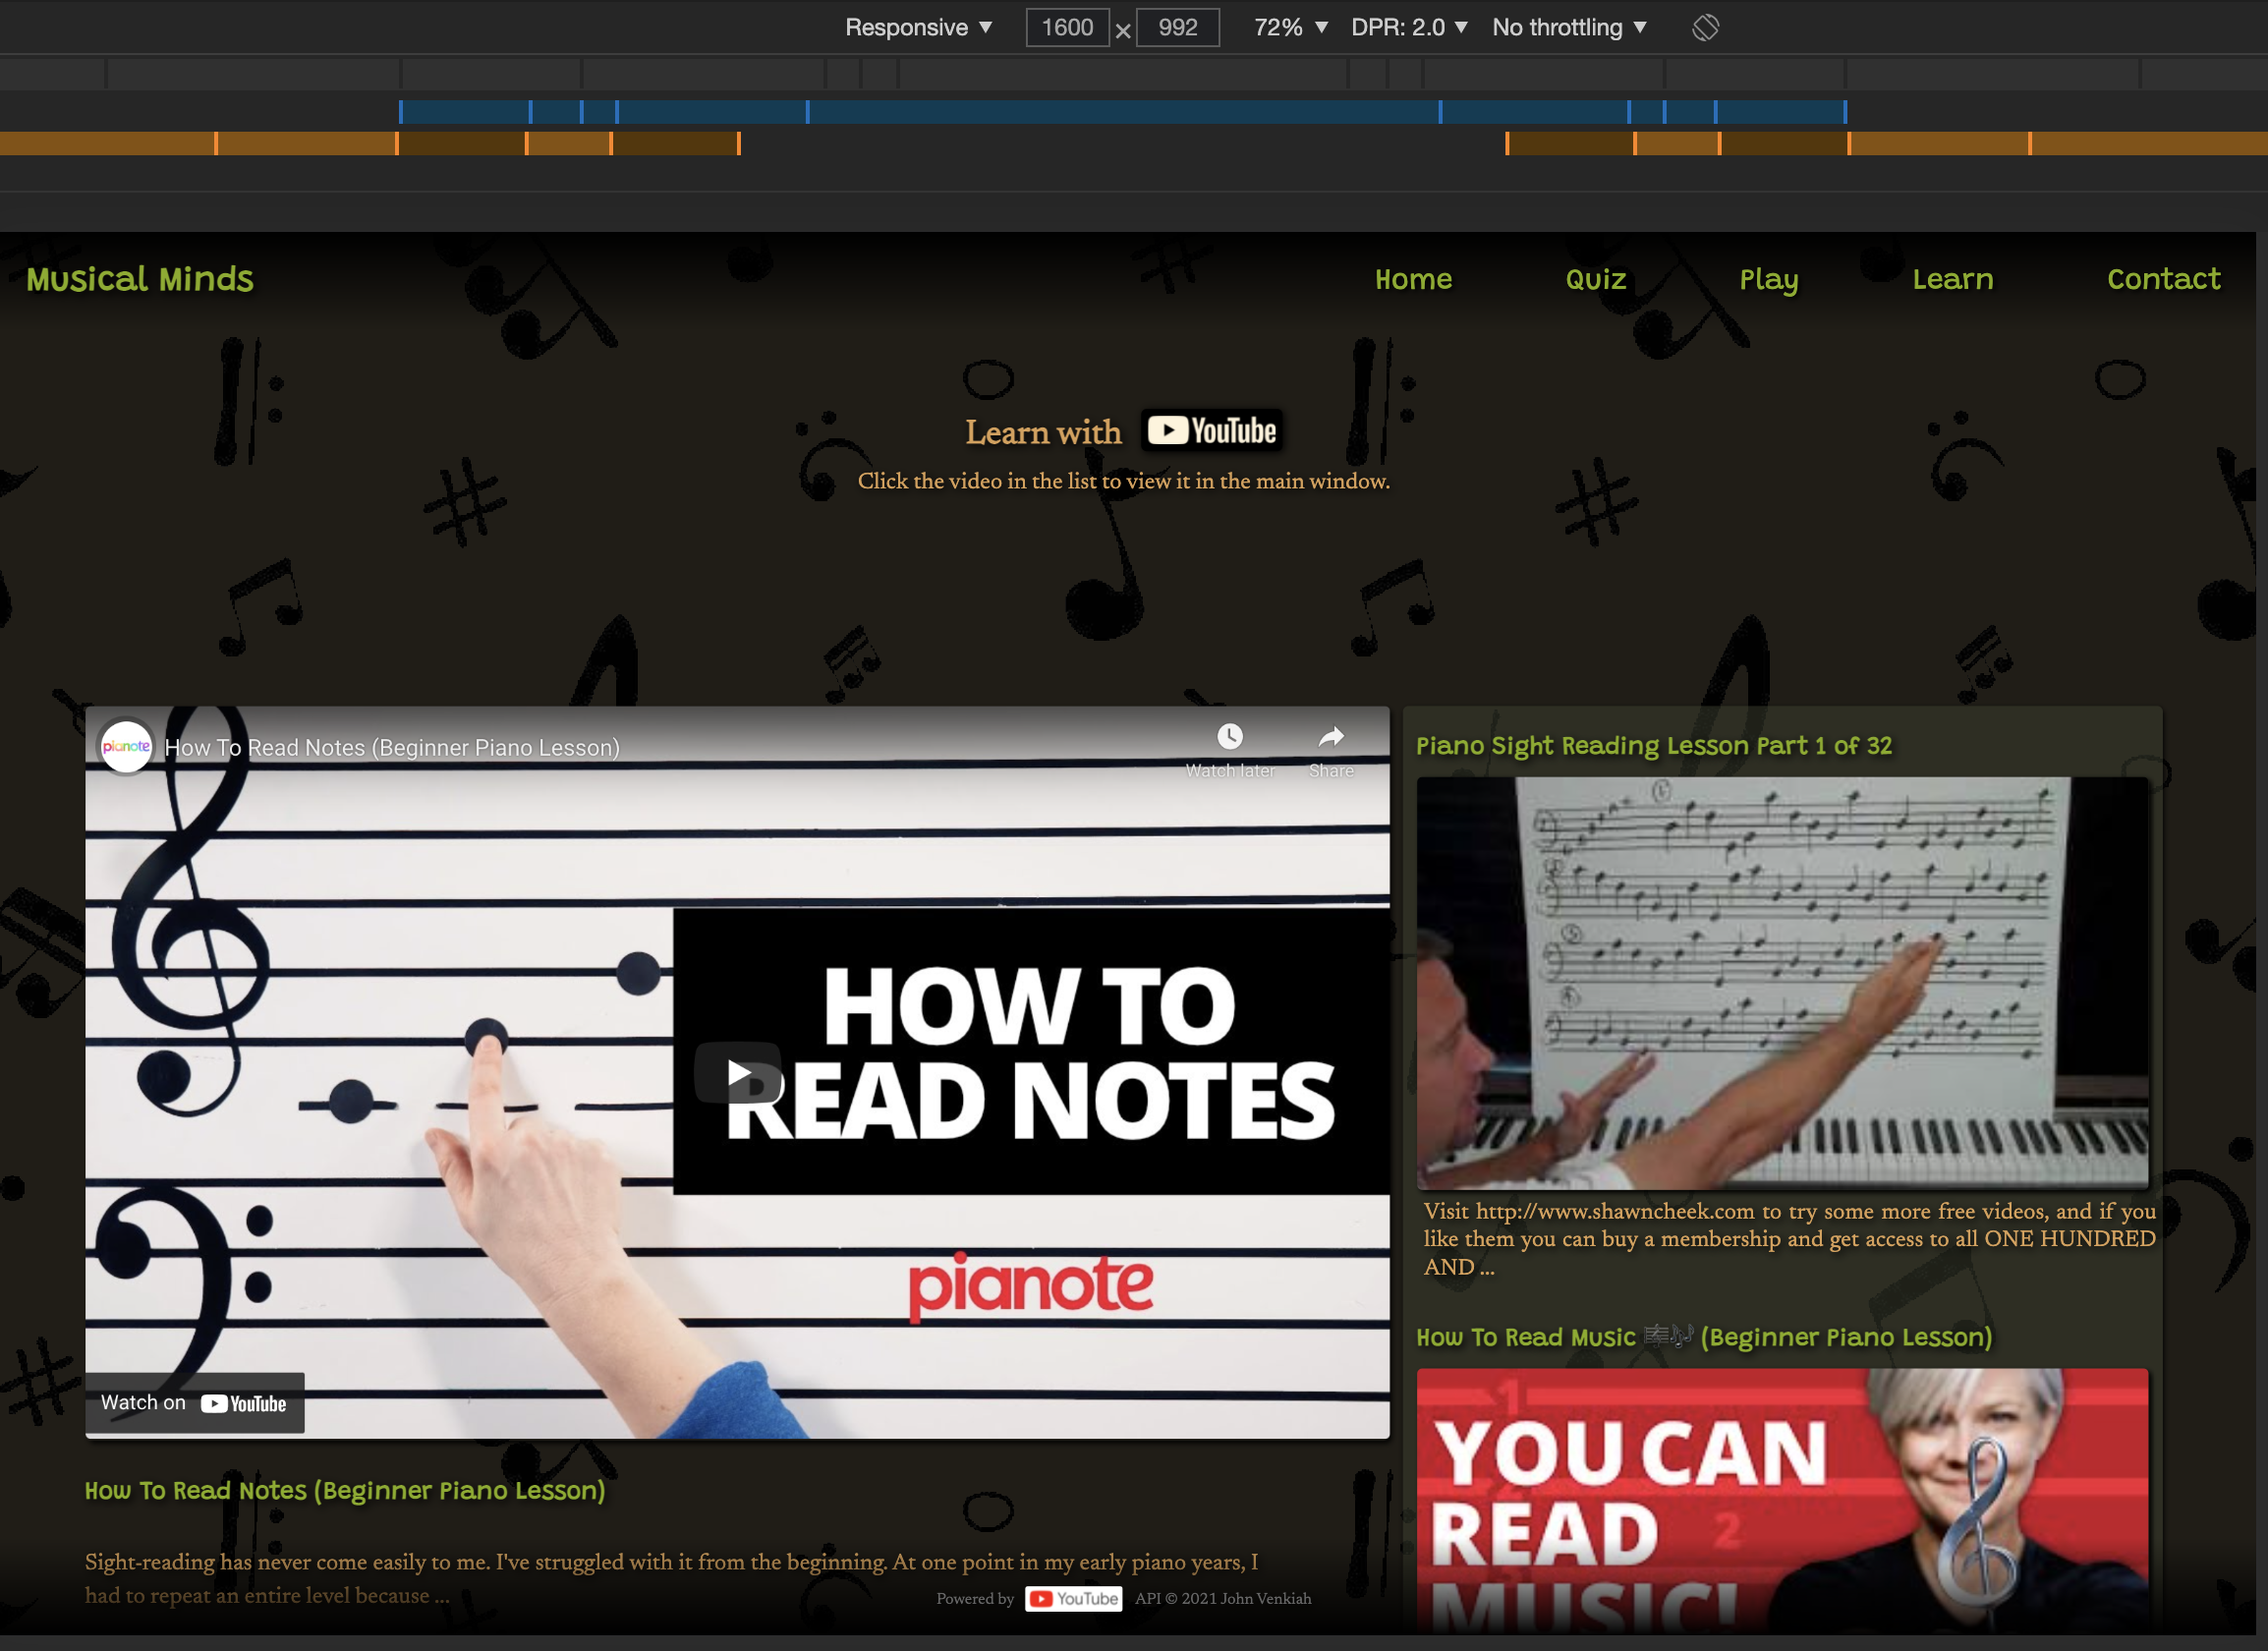 Responsive ▼ 1600 × 992 72% ▼ DPR: 2.0 ▼ No throttling ▼
Musical Minds Home Quiz Play Learn Contact
Learn with YouTube
Click the video in the list to view it in the main window.
pianote How To Read Notes (Beginner Piano Lesson)
Watch later Share
HOW TO
READ NOTES
pianote
Watch on YouTube
How To Read Notes (Beginner Piano Lesson)
Sight-reading has never come easily to me. I've struggled with it from the beginning. At one point in my early piano years, I
had to repeat an entire level because ...
Piano Sight Reading Lesson Part 1 of 32
Visit http://www.shawncheek.com to try some more free videos, and if you
like them you can buy a membership and get access to all ONE HUNDRED
AND ...
How To Read Music 🎼🎶 (Beginner Piano Lesson)
1
YOU CAN
READ 2
MUSIC!
Powered by YouTube API © 2021 John Venkiah